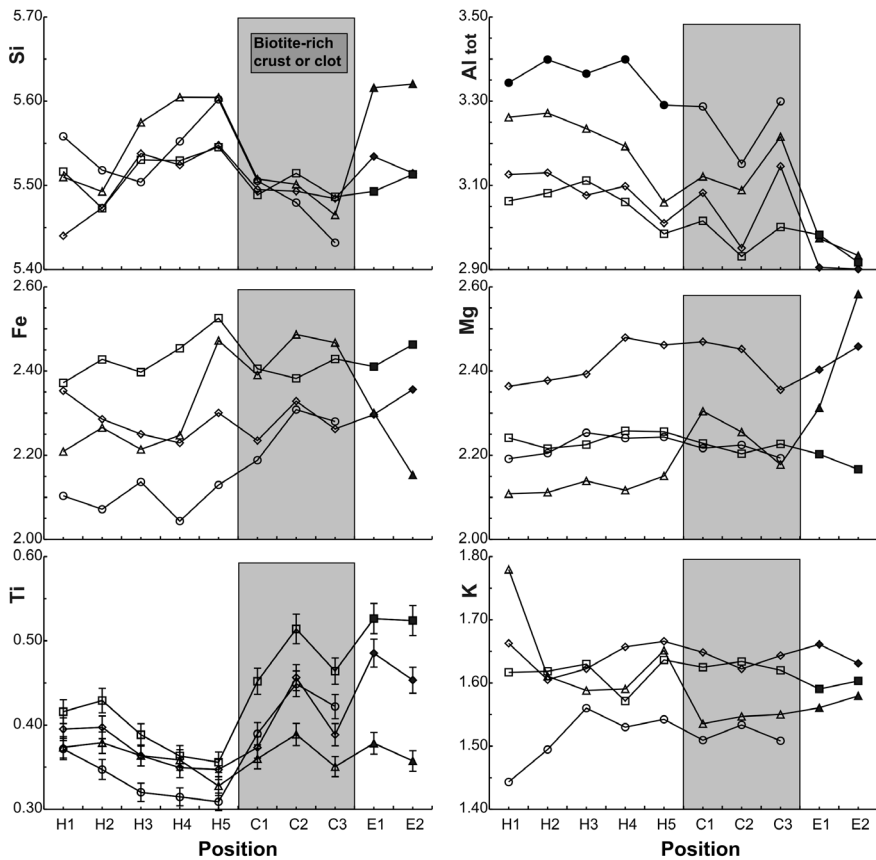 5.70
5.60
5.50
5.40
Si
Biotite-rich
crust or clot
3.50
3.30
3.10
2.90
Al tot
2.60
2.40
2.20
2.00
Fe
2.60
2.40
2.20
2.00
Mg
0.60
0.50
0.40
0.30
Ti
H1 H2 H3 H4 H5 C1 C2 C3 E1 E2
Position
1.80
1.70
1.60
1.50
1.40
K
H1 H2 H3 H4 H5 C1 C2 C3 E1 E2
Position